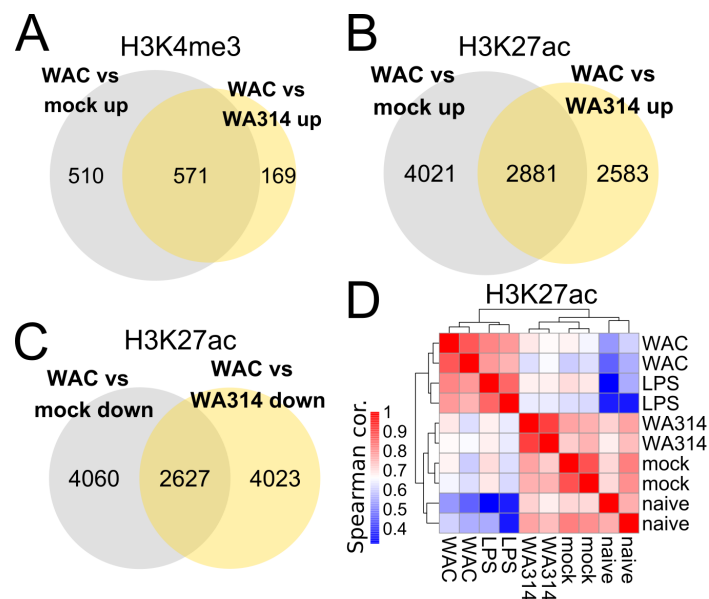 A
H3K4me3
WAC vs
mock up
WAC vs
WA314 up
510
571
169
B
H3K27ac
WAC vs
mock up
WAC vs
WA314 up
4021
2881
2583
C
H3K27ac
WAC vs
mock down
WAC vs
WA314 down
4060
2627
4023
D
H3K27ac
WAC
WAC
LPS
LPS
WA314
WA314
mock
mock
naive
naive
Spearman cor.
1
0.9
0.8
0.7
0.6
0.5
0.4
WAC
WAC
LPS
LPS
WA314
WA314
mock
mock
naive
naive